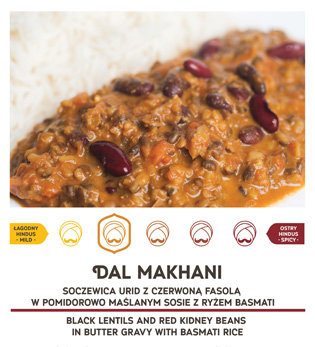 ŁAGODNY
HINDUS
- MILD -
OSTRY
HINDUS
- SPICY -
DAL MAKHANI
SOCZEWICA URID Z CZERWONĄ FASOLĄ
W POMIDOROWO MAŚLANYM SOSIE Z RYŻEM BASMATI
BLACK LENTILS AND RED KIDNEY BEANS
IN BUTTER GRAVY WITH BASMATI RICE